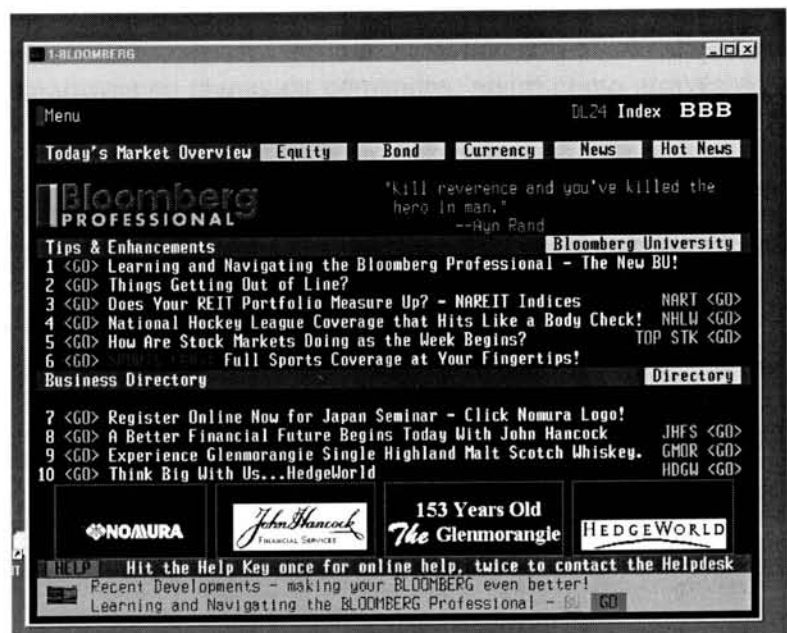 1-BLOOMBERG
Menu DL24 Index BBB
Today's Market Overview Equity Bond Currency News Hot News
Bloomberg
PROFESSIONAL
"Kill reverence and you've killed the
hero in man."
--Ayn Rand
Tips & Enhancements Bloomberg University
1 <GO> Learning and Navigating the Bloomberg Professional - The New BU!
2 <GO> Things Getting Out of Line?
3 <GO> Does Your REIT Portfolio Measure Up? - NAREIT Indices NART <GO>
4 <GO> National Hockey League Coverage that Hits Like a Body Check! NHLW <GO>
5 <GO> How Are Stock Markets Doing as the Week Begins? TOP STK <GO>
6 <GO> Full Sports Coverage at Your Fingertips!
Business Directory Directory
7 <GO> Register Online Now for Japan Seminar - Click Nomura Logo!
8 <GO> A Better Financial Future Begins Today With John Hancock JHFS <GO>
9 <GO> Experience Glenmorangie Single Highland Malt Scotch Whiskey. GMOR <GO>
10 <GO> Think Big With Us...HedgeWorld HDGW <GO>
NOMURA
John Hancock
FINANCIAL SERVICES
153 Years Old
The Glenmorangie
HEDGEWORLD
HELP Hit the Help Key once for online help, twice to contact the Helpdesk
Recent Developments - making your BLOOMBERG even better!
Learning and Navigating the BLOOMBERG Professional - BU GO